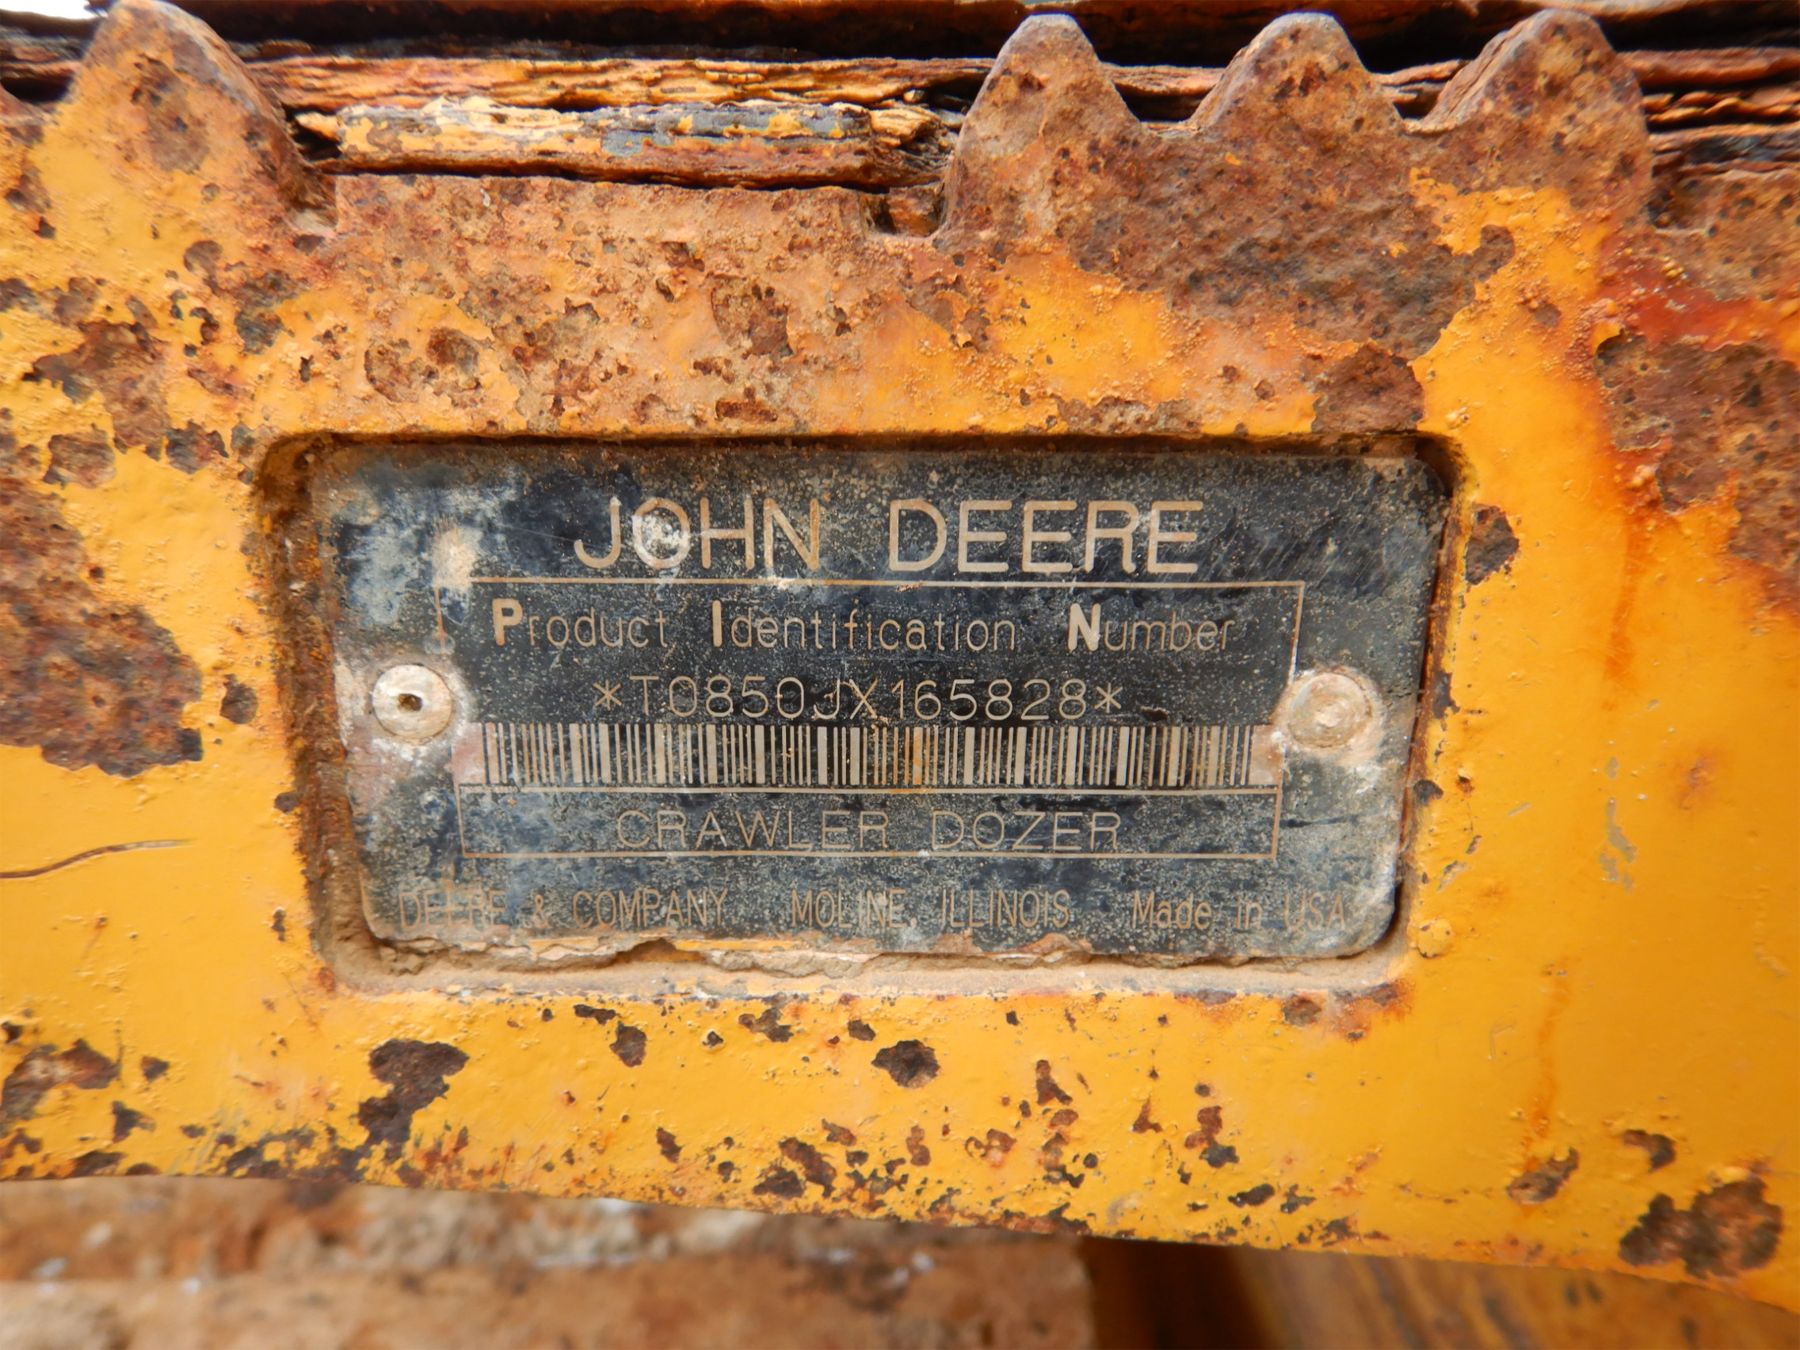 JOHN DEERE
Product Identification Number
*T0850JX165828*
CRAWLER DOZER
DEERE & COMPANY MOLINE, ILLINOIS Made in USA